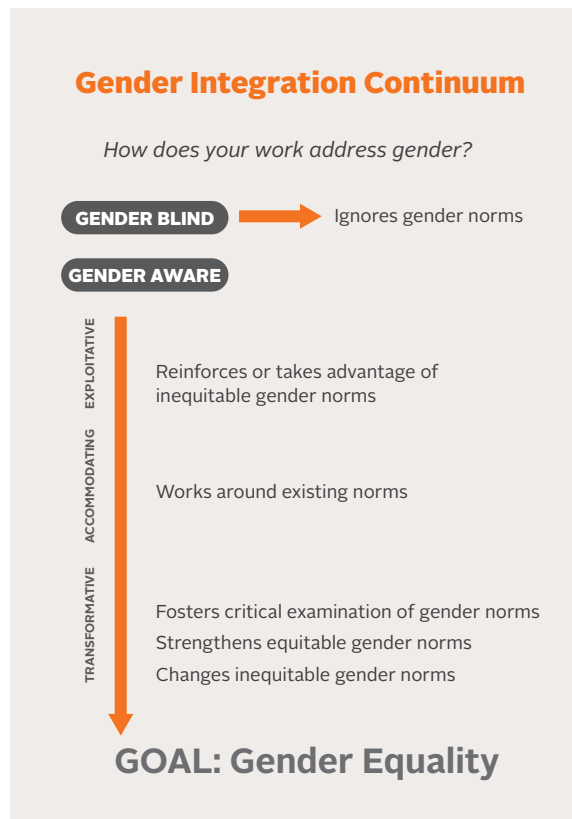 Gender Integration Continuum
How does your work address gender?
GENDER BLIND
Ignores gender norms
GENDER AWARE
EXPLOITATIVE
Reinforces or takes advantage of
inequitable gender norms
ACCOMMODATING
Works around existing norms
TRANSFORMATIVE
Fosters critical examination of gender norms
Strengthens equitable gender norms
Changes inequitable gender norms
GOAL: Gender Equality